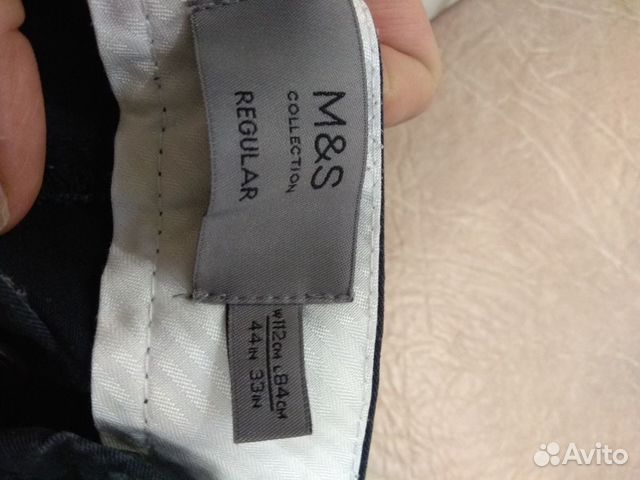 M&S
COLLECTION
REGULAR
W112CM L84CM
44IN 33IN
Avito